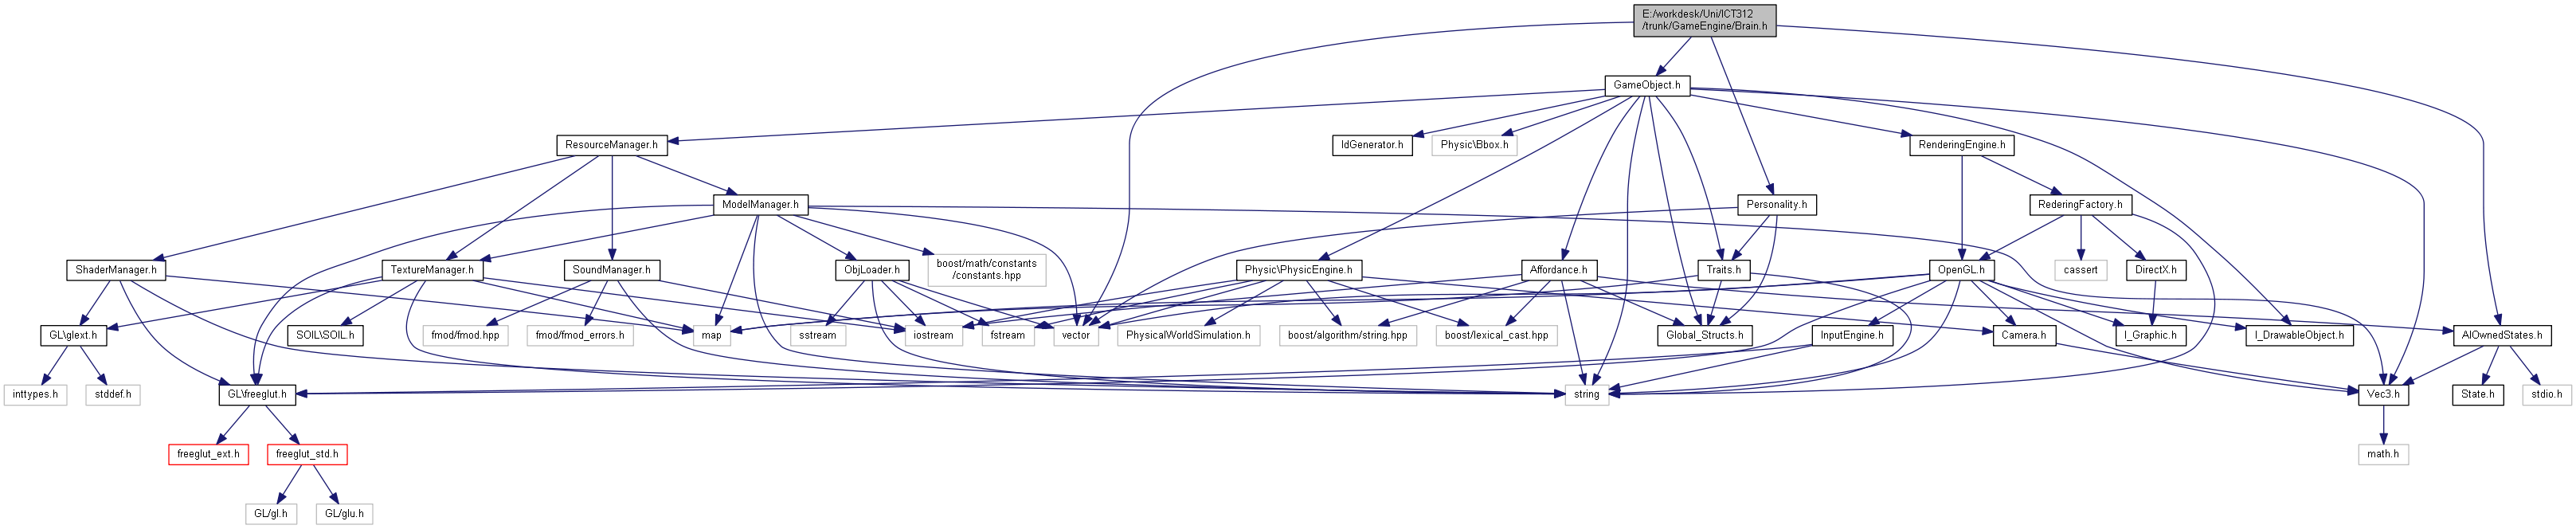 E:/workdesk/Uni/ICT312
/trunk/GameEngine/Brain.h
GameObject.h
ResourceManager.h
IdGenerator.h
Physic\Bbox.h
RenderingEngine.h
ModelManager.h
Personality.h
RederingFactory.h
ShaderManager.h
TextureManager.h
SoundManager.h
ObjLoader.h
boost/math/constants
/constants.hpp
Physic\PhysicEngine.h
Affordance.h
Traits.h
OpenGL.h
cassert
DirectX.h
GL\glext.h
SOIL\SOIL.h
fmod/fmod.hpp
fmod/fmod_errors.h
map
sstream
iostream
fstream
vector
PhysicalWorldSimulation.h
boost/algorithm/string.hpp
boost/lexical_cast.hpp
Global_Structs.h
InputEngine.h
Camera.h
I_Graphic.h
I_DrawableObject.h
AIOwnedStates.h
inttypes.h
stddef.h
GL\freeglut.h
string
Vec3.h
State.h
stdio.h
freeglut_ext.h
freeglut_std.h
math.h
GL/gl.h
GL/glu.h